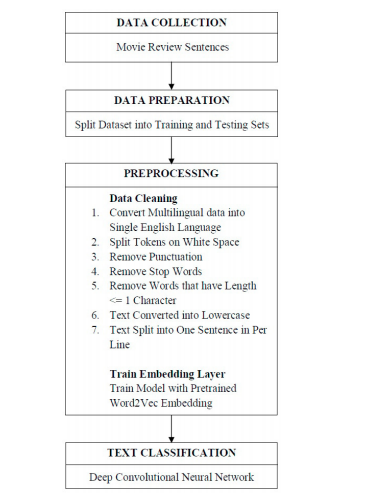 DATA COLLECTION
Movie Review Sentences
DATA PREPARATION
Split Dataset into Training and Testing Sets
PREPROCESSING
Data Cleaning
1. Convert Multilingual data into
Single English Language
2. Split Tokens on White Space
3. Remove Punctuation
4. Remove Stop Words
5. Remove Words that have Length
<= 1 Character
6. Text Converted into Lowercase
7. Text Split into One Sentence in Per
Line
Train Embedding Layer
Train Model with Pretrained
Word2Vec Embedding
TEXT CLASSIFICATION
Deep Convolutional Neural Network